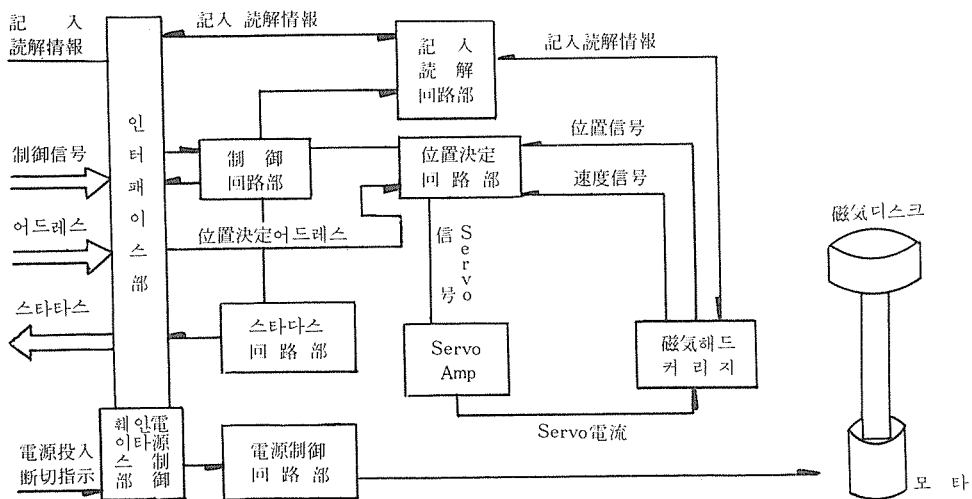 記 入
読解情報
記入 読解情報
記 入
読 解
回路部
記入読解情報
인터페이스部
制御信号
制 御
回路部
位置決定
回 路 部
位置信号
速度信号
어드레스
位置決定어드레스
信号
Servo
磁気디스크
스타타스
스타다스
回 路 部
Servo
Amp
磁気헤드
커 리 지
Servo電流
電源制御
인타
훼이스部
電源投入
断切指示
電源制御
回 路 部
모 타